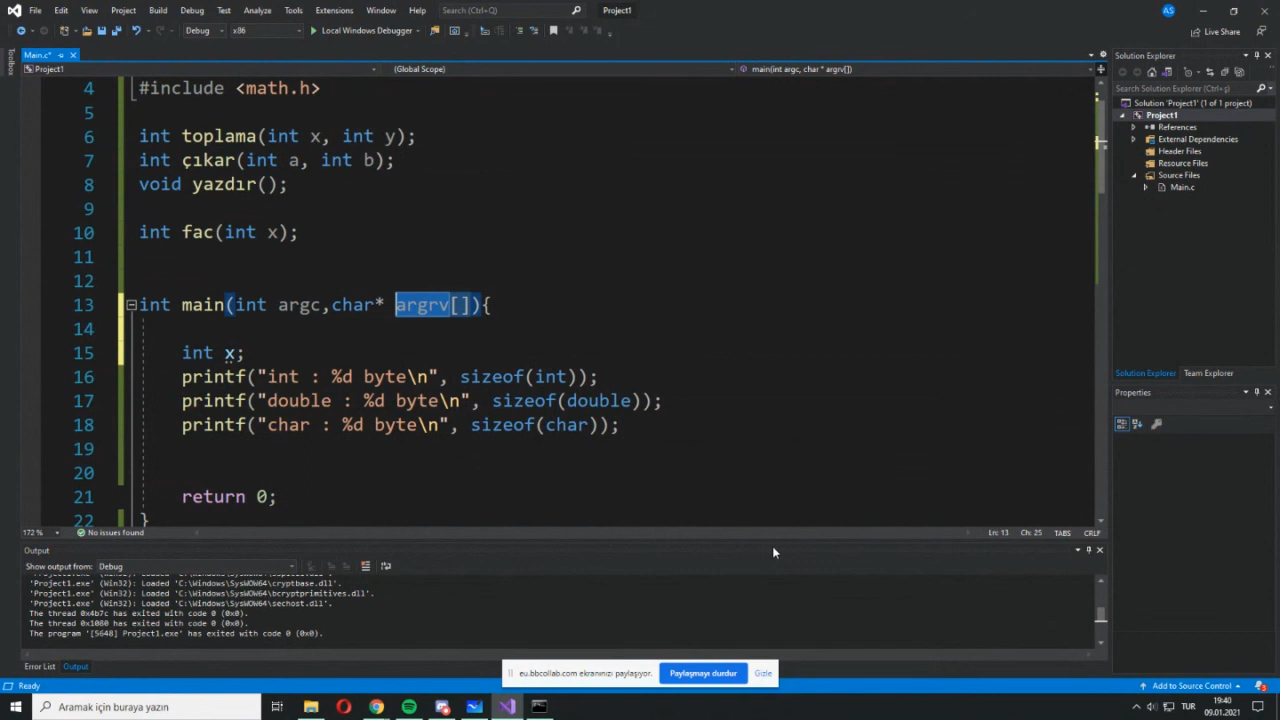 File Edit View Project Build Debug Test Analyze Tools Extensions Window Help Search (Ctrl+Q) Project1 AS
Debug x86 Local Windows Debugger Live Share
Main.c*
Toolbox
Project1 (Global Scope) main(int argc, char * argrv[])
4 #include <math.h>
5
6 int toplama(int x, int y);
7 int çıkar(int a, int b);
8 void yazdır();
9
10 int fac(int x);
11
12
13 int main(int argc,char* argrv[]){
14
15 int x;
16 printf("int : %d byte\n", sizeof(int));
17 printf("double : %d byte\n", sizeof(double));
18 printf("char : %d byte\n", sizeof(char));
19
20
21 return 0;
22 }
172 % No issues found Ln: 13 Ch: 25 TABS CRLF
Output
Show output from: Debug
'Project1.exe' (Win32): Loaded 'C:\Windows\SysWOW64\cryptbase.dll'.
'Project1.exe' (Win32): Loaded 'C:\Windows\SysWOW64\bcryptprimitives.dll'.
'Project1.exe' (Win32): Loaded 'C:\Windows\SysWOW64\sechost.dll'.
The thread 0x4b7c has exited with code 0 (0x0).
The thread 0x1080 has exited with code 0 (0x0).
The program '[5648] Project1.exe' has exited with code 0 (0x0).
Error List Output
Solution Explorer
Search Solution Explorer (Ctrl+ş)
Solution 'Project1' (1 of 1 project)
Project1
References
External Dependencies
Header Files
Resource Files
Source Files
Main.c
Solution Explorer Team Explorer
Properties
eu.bbcollab.com ekranınızı paylaşıyor. Paylaşmayı durdur Gizle
Ready Add to Source Control 3
Aramak için buraya yazın TUR 19:40
09.01.2021